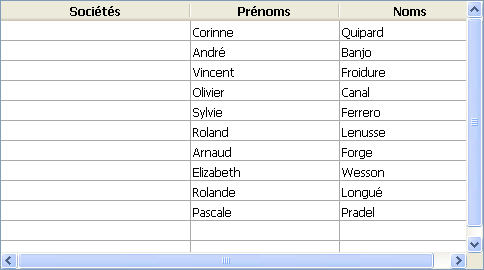 Sociétés Prénoms Noms
Corinne Quipard
André Banjo
Vincent Froidure
Olivier Canal
Sylvie Ferrero
Roland Lenusse
Arnaud Forge
Elizabeth Wesson
Rolande Longué
Pascale Pradel